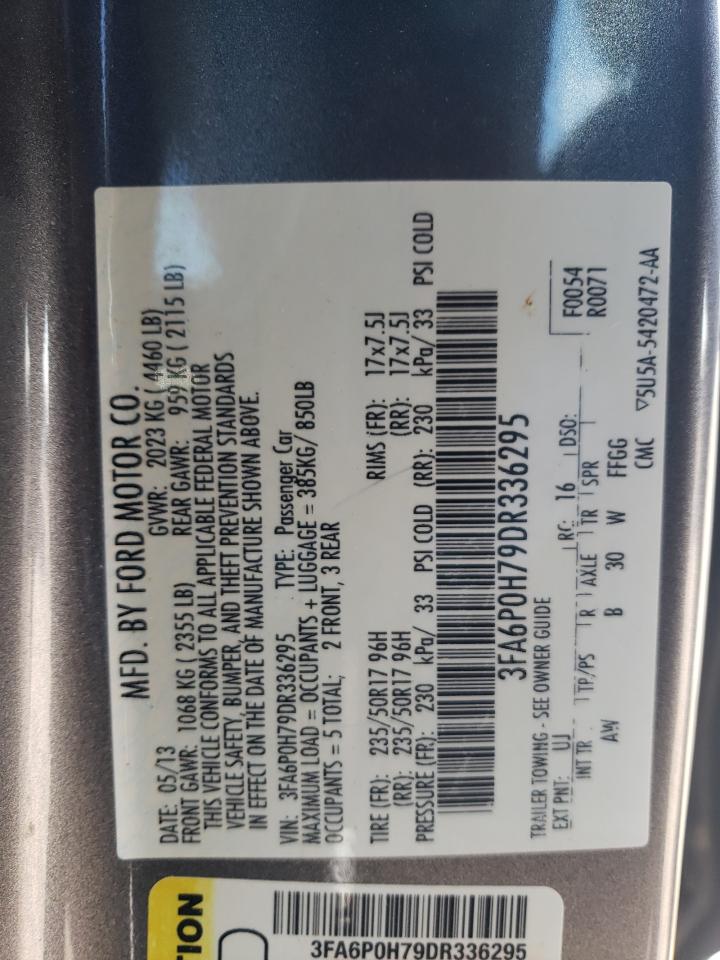 MFD. BY FORD MOTOR CO.
DATE: 05/13 GVWR: 2023 KG ( 4460 LB)
FRONT GAWR: 1068 KG ( 2355 LB) REAR GAWR: 959 KG ( 2115 LB)
THIS VEHICLE CONFORMS TO ALL APPLICABLE FEDERAL MOTOR
VEHICLE SAFETY, BUMPER, AND THEFT PREVENTION STANDARDS
IN EFFECT ON THE DATE OF MANUFACTURE SHOWN ABOVE.
VIN: 3FA6P0H79DR336295 TYPE: Passenger Car
MAXIMUM LOAD = OCCUPANTS + LUGGAGE = 385KG/ 850LB
OCCUPANTS = 5 TOTAL; 2 FRONT, 3 REAR
TIRE (FR): 235/50R17 96H RIMS (FR): 17x7.5J
(RR): 235/50R17 96H (RR): 17x7.5J
PRESSURE (FR): 230 kPa/ 33 PSI COLD (RR): 230 kPa/ 33 PSI COLD
3FA6P0H79DR336295
TRAILER TOWING - SEE OWNER GUIDE
F0054
R0071
EXT PNT: UJ RC: 16 DSO:
INT TR TP/PS R AXLE TR SPR
AW B 30 W FFGG
CMC ▽5U5A-5420472-AA
TION
3FA6P0H79DR336295